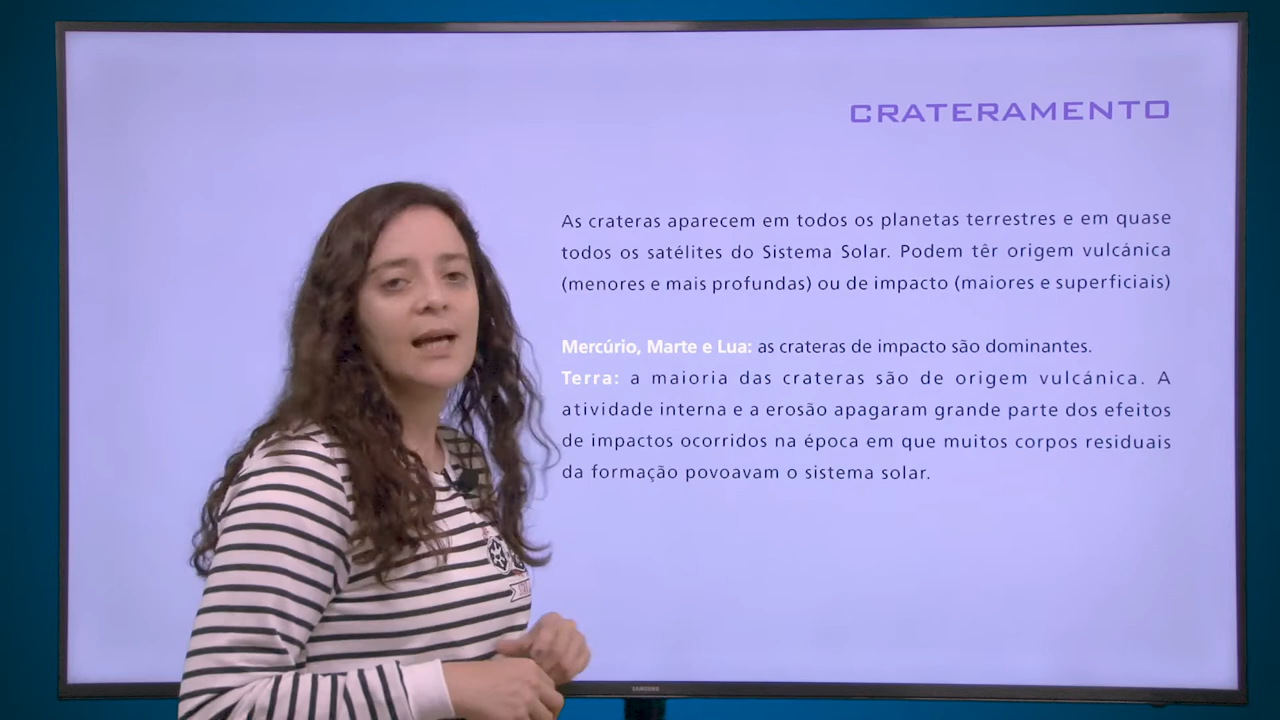 CRATERAMENTO
As crateras aparecem em todos os planetas terrestres e em quase
todos os satélites do Sistema Solar. Podem têr origem vulcánica
(menores e mais profundas) ou de impacto (maiores e superficiais)
Mercúrio, Marte e Lua: as crateras de impacto são dominantes.
Terra: a maioria das crateras são de origem vulcánica. A
atividade interna e a erosão apagaram grande parte dos efeitos
de impactos ocorridos na época em que muitos corpos residuais
da formação povoavam o sistema solar.
SAMSUNG